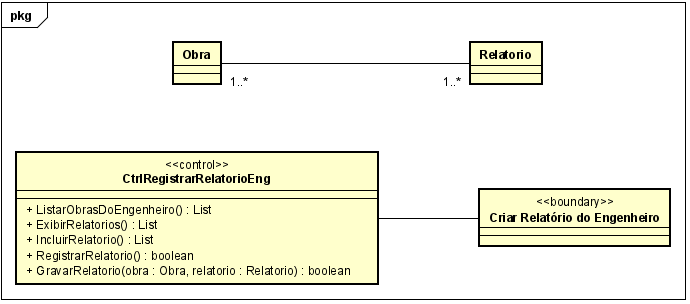 pkg
Obra
Relatorio
1..*
1..*
<<control>>
CtrlRegistrarRelatorioEng
+ ListarObrasDoEngenheiro() : List
+ ExibirRelatorios() : List
+ IncluirRelatorio() : List
+ RegistrarRelatorio() : boolean
+ GravarRelatorio(obra : Obra, relatorio : Relatorio) : boolean
<<boundary>>
Criar Relatório do Engenheiro